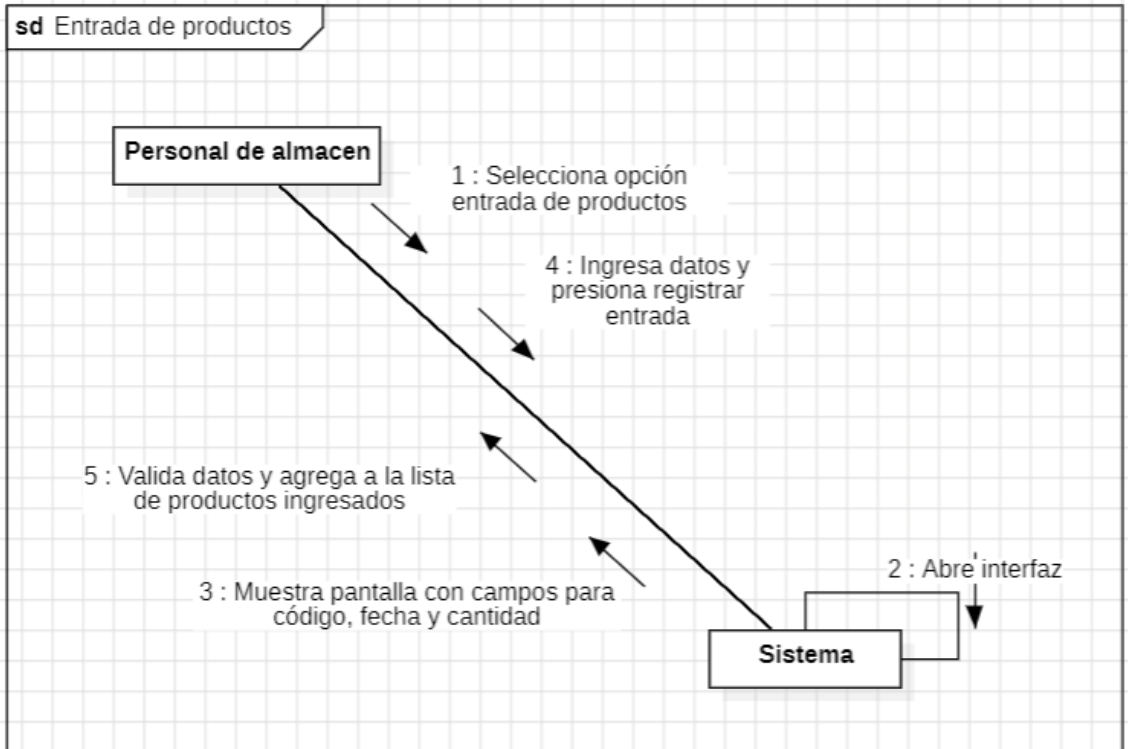 sd Entrada de productos
Personal de almacen
1 : Selecciona opción
entrada de productos
4 : Ingresa datos y
presiona registrar
entrada
5 : Valida datos y agrega a la lista
de productos ingresados
3 : Muestra pantalla con campos para
código, fecha y cantidad
2 : Abre interfaz
Sistema